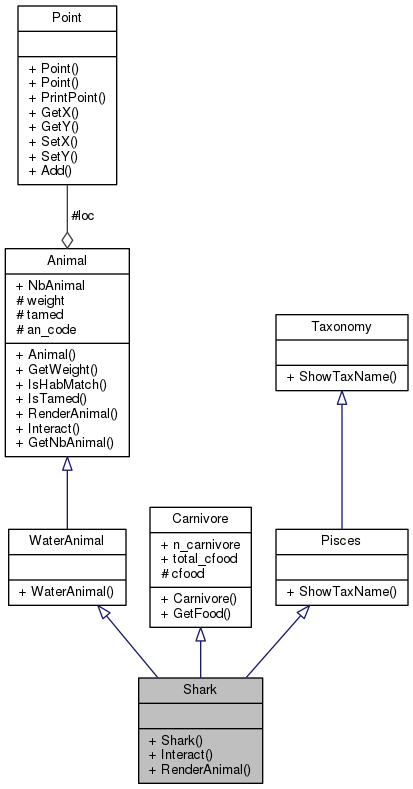 Point
+ Point()
+ Point()
+ PrintPoint()
+ GetX()
+ GetY()
+ SetX()
+ SetY()
+ Add()
#loc
Animal
+ NbAnimal
# weight
# tamed
# an_code
+ Animal()
+ GetWeight()
+ IsHabMatch()
+ IsTamed()
+ RenderAnimal()
+ Interact()
+ GetNbAnimal()
Taxonomy
+ ShowTaxName()
WaterAnimal
+ WaterAnimal()
Carnivore
+ n_carnivore
+ total_cfood
# cfood
+ Carnivore()
+ GetFood()
Pisces
+ ShowTaxName()
Shark
+ Shark()
+ Interact()
+ RenderAnimal()